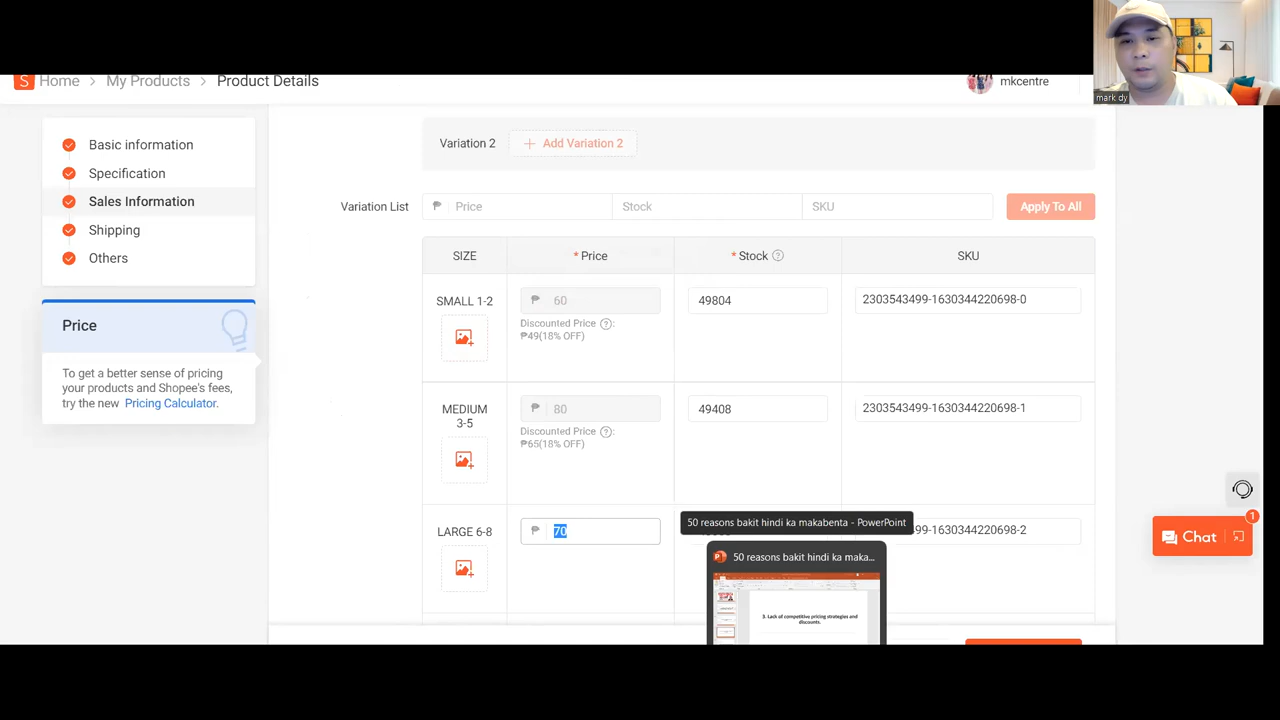 Home > My Products > Product Details
mkcentre
mark dy
Basic information
Specification
Sales Information
Shipping
Others
Price
To get a better sense of pricing
your products and Shopee's fees,
try the new Pricing Calculator.
Variation 2
+ Add Variation 2
Variation List
₱ Price
Stock
SKU
Apply To All
SIZE
* Price
* Stock ?
SKU
SMALL 1-2
₱ 60
Discounted Price ?:
₱49(18% OFF)
49804
2303543499-1630344220698-0
MEDIUM
3-5
₱ 80
Discounted Price ?:
₱65(18% OFF)
49408
2303543499-1630344220698-1
LARGE 6-8
₱ 70
499-1630344220698-2
50 reasons bakit hindi ka makabenta - PowerPoint
50 reasons bakit hindi ka maka...
3. Lack of competitive pricing strategies and
discounts.
Chat
1